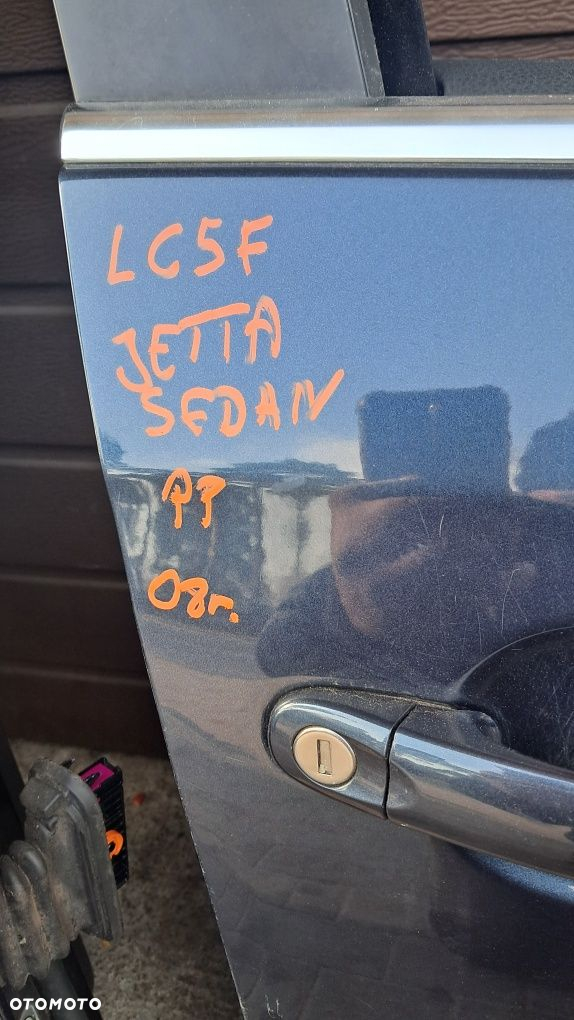 LC5F
JETTA
SEDAN
PP
08r.
OTOMOTO